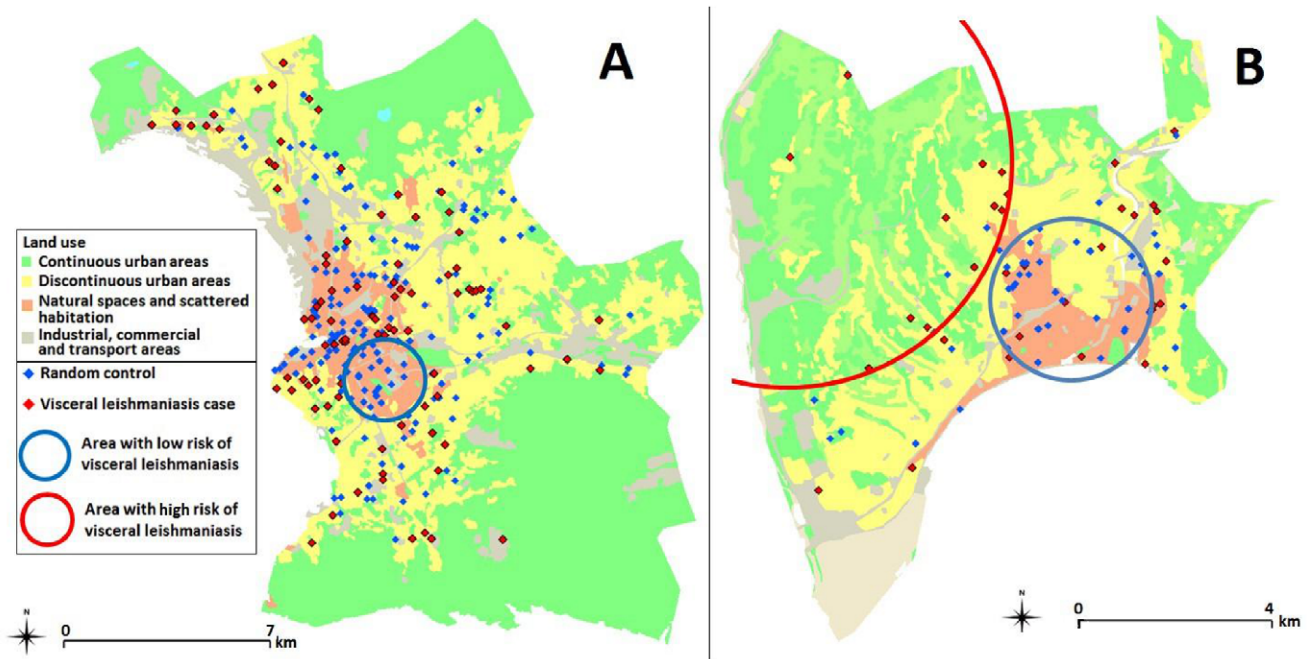 A
B
Land use
Continuous urban areas
Discontinuous urban areas
Natural spaces and scattered
habitation
Industrial, commercial
and transport areas
Random control
Visceral leishmaniasis case
Area with low risk of
visceral leishmaniasis
Area with high risk of
visceral leishmaniasis
N
0
7
km
N
0
4
km